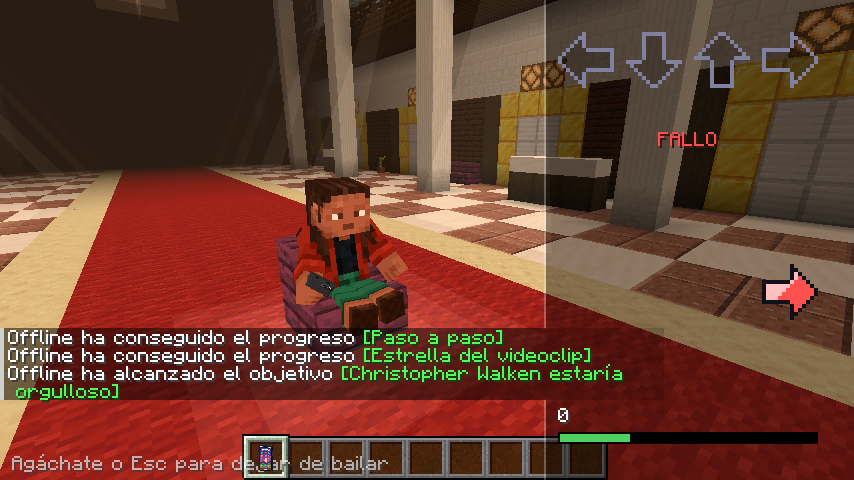 FALLO
Offline ha conseguido el progreso [Paso a paso]
Offline ha conseguido el progreso [Estrella del videoclip]
Offline ha alcanzado el objetivo [Christopher Walken estaría
orgulloso]
0
Agáchate o Esc para dejar de bailar